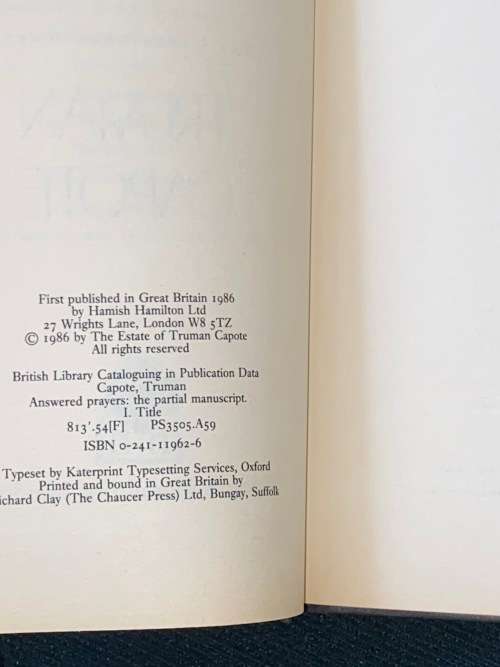 First published in Great Britain 1986
by Hamish Hamilton Ltd
27 Wrights Lane, London W8 5TZ
© 1986 by The Estate of Truman Capote
All rights reserved
British Library Cataloguing in Publication Data
Capote, Truman
Answered prayers: the partial manuscript.
I. Title
813'.54[F] PS3505.A59
ISBN 0-241-11962-6
Typeset by Katerprint Typesetting Services, Oxford
Printed and bound in Great Britain by
ichard Clay (The Chaucer Press) Ltd, Bungay, Suffolk